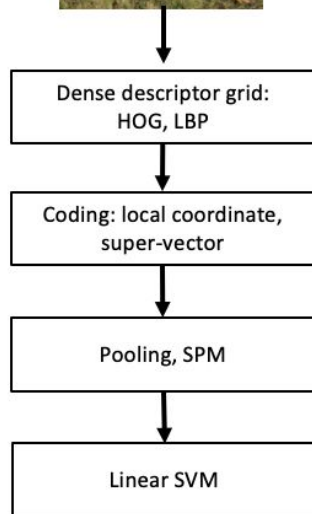 Dense descriptor grid:
HOG, LBP
Coding: local coordinate,
super-vector
Pooling, SPM
Linear SVM